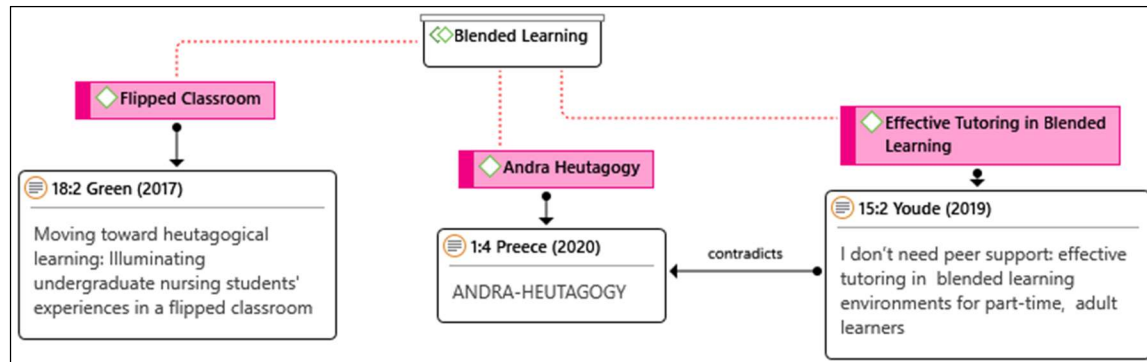 Blended Learning
Flipped Classroom
Effective Tutoring in Blended
Learning
Andra Heutagogy
18:2 Green (2017)
Moving toward heutagogical
learning: Illuminating
undergraduate nursing students'
experiences in a flipped classroom
1:4 Preece (2020)
ANDRA-HEUTAGOGY
contradicts
15:2 Youde (2019)
I don't need peer support: effective
tutoring in blended learning
environments for part-time, adult
learners